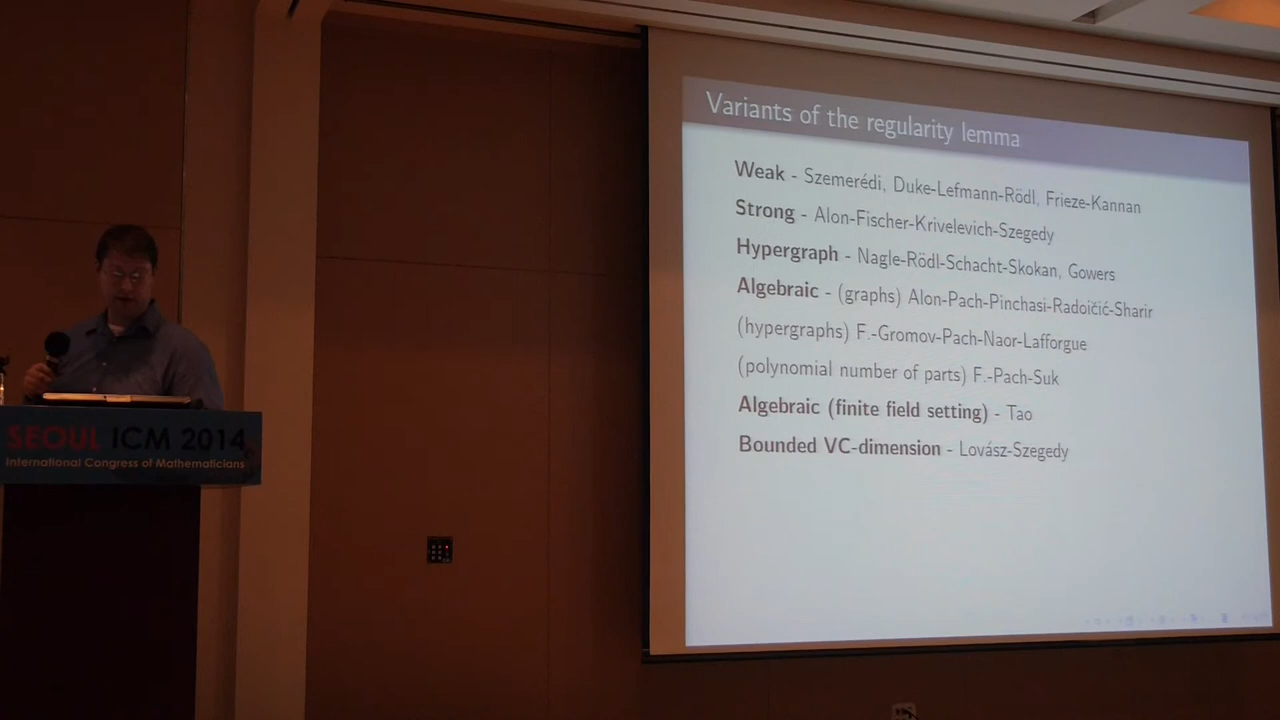 Variants of the regularity lemma
Weak - Szemerédi, Duke-Lefmann-Rödl, Frieze-Kannan
Strong - Alon-Fischer-Krivelevich-Szegedy
Hypergraph - Nagle-Rödl-Schacht-Skokan, Gowers
Algebraic - (graphs) Alon-Pach-Pinchasi-Radoičić-Sharir
(hypergraphs) F.-Gromov-Pach-Naor-Lafforgue
(polynomial number of parts) F.-Pach-Suk
Algebraic (finite field setting) - Tao
Bounded VC-dimension - Lovász-Szegedy
SEOUL ICM 2014
International Congress of Mathematicians